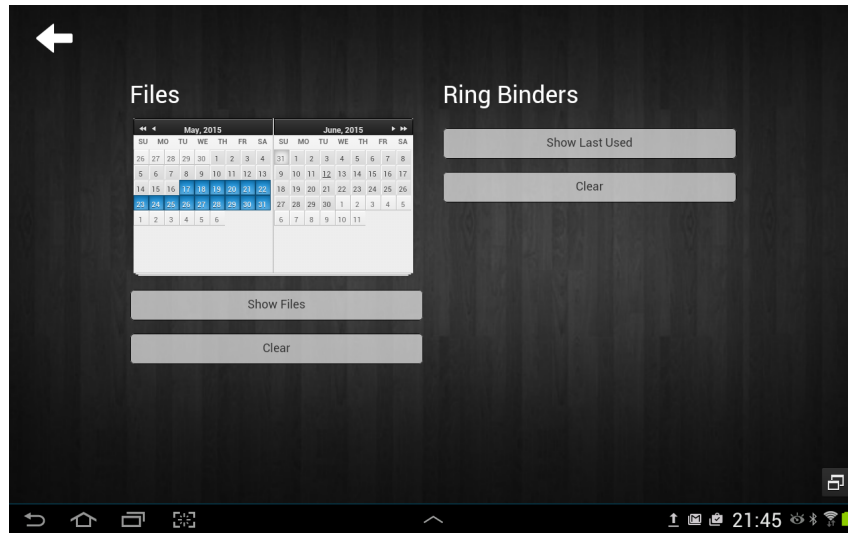 Files
May, 2015
SU MO TU WE TH FR SA
26 27 28 29 30 1 2 3 4
5 6 7 8 9 10 11 12 13
14 15 16 17 18 19 20 21 22
23 24 25 26 27 28 29 30 31
1 2 3 4 5 6
June, 2015
SU MO TU WE TH FR SA
31 1 2 3 4 5 6 7 8
9 10 11 12 13 14 15 16 17
18 19 20 21 22 23 24 25 26
27 28 29 30 1 2 3 4 5
6 7 8 9 10 11
Show Files
Clear
Ring Binders
Show Last Used
Clear
21:45